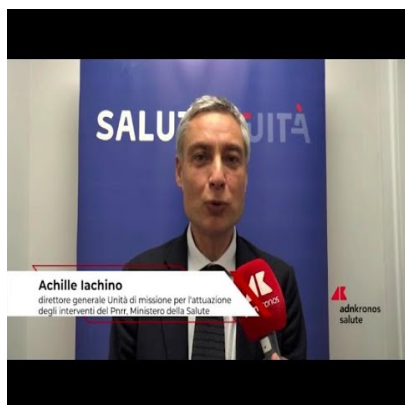 SALUT UITÀ
Achille Iachino
direttore generale Unità di missione per l'attuazione
degli interventi del Pnrr, Ministero della Salute
kronos
adnkronos
salute